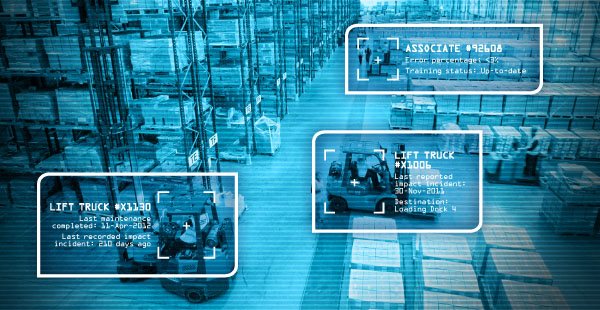 ASSOCIATE #92608
Error percentage: <3%
Training status: Up-to-date
LIFT TRUCK
#X1006
Last reported
impact incident:
30-Nov-2011
Destination:
Loading Dock 4
LIFT TRUCK #X1130
Last maintenance
completed: 11-Apr-2012
Last recorded impact
incident: 210 days ago